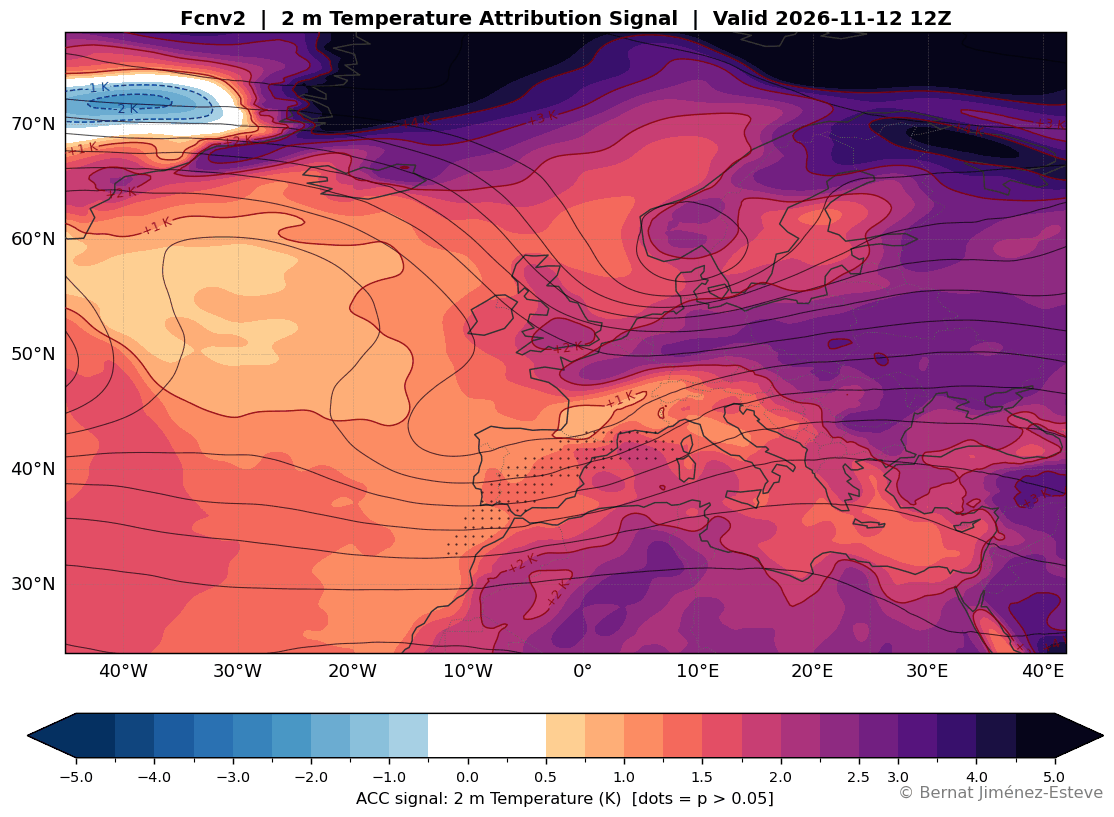 Fcnv2 | 2 m Temperature Attribution Signal | Valid 2026-11-12 12Z
70°N
60°N
50°N
40°N
30°N
-1 K
-2 K
+1 K
+2 K
+1 K
+3 K
+2 K
+1 K
+2 K
+2 K
40°W
30°W
20°W
10°W
0°
10°E
20°E
30°E
40°E
−5.0
−4.0
−3.0
−2.0
−1.0
0.0
0.5
1.0
1.5
2.0
2.5
3.0
4.0
5.0
© Bernat Jiménez-Esteve
ACC signal: 2 m Temperature (K) [dots = p > 0.05]